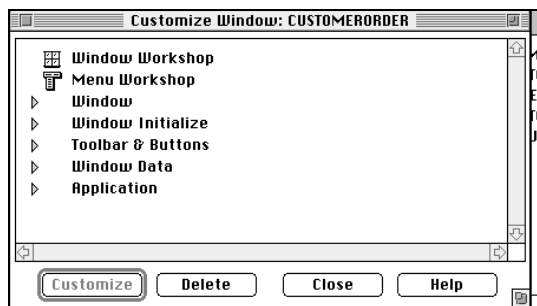 Customize Window: CUSTOMERORDER
Window Workshop
Menu Workshop
Window
Window Initialize
Toolbar & Buttons
Window Data
Application
Customize Delete Close Help